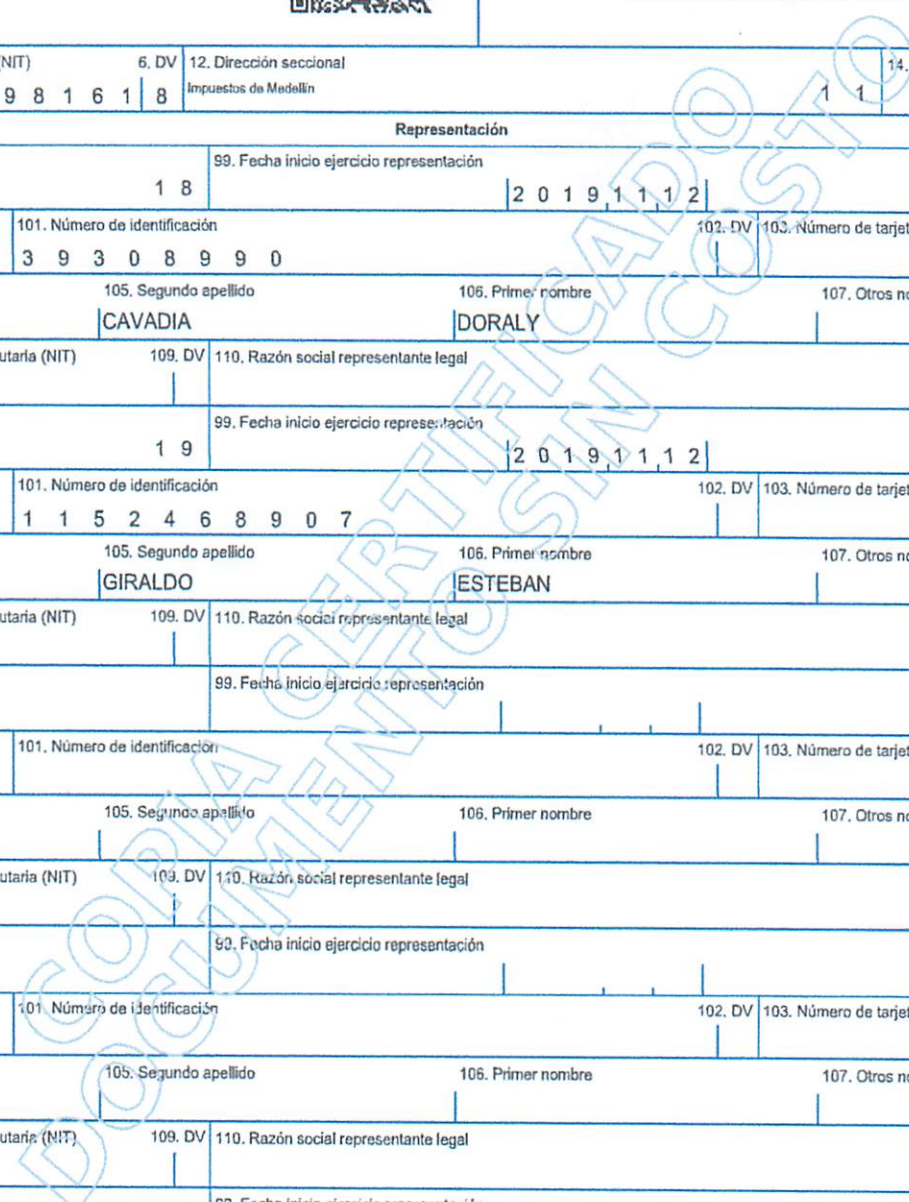 (NIT) 6. DV 12. Dirección seccional 14.
9 8 1 6 1 8 Impuestos de Medellín 1 1
Representación
99. Fecha inicio ejercicio representación
1 8 2 0 1 9 1 1 1 2
101. Número de identificación 102. DV 103. Número de tarjet
3 9 3 0 8 9 9 0
105. Segundo apellido 106. Primer nombre 107. Otros no
CAVADIA DORALY
utaria (NIT) 109. DV 110. Razón social representante legal
99. Fecha inicio ejercicio representación
1 9 2 0 1 9 1 1 1 2
101. Número de identificación 102. DV 103. Número de tarjet
1 1 5 2 4 6 8 9 0 7
105. Segundo apellido 106. Primer nombre 107. Otros no
GIRALDO ESTEBAN
utaria (NIT) 109. DV 110. Razón social representante legal
99. Fecha inicio ejercicio representación
101. Número de identificación 102. DV 103. Número de tarjet
105. Segundo apellido 106. Primer nombre 107. Otros no
utaria (NIT) 109. DV 110. Razón social representante legal
99. Fecha inicio ejercicio representación
101. Número de identificación 102. DV 103. Número de tarjet
105. Segundo apellido 106. Primer nombre 107. Otros no
utaria (NIT) 109. DV 110. Razón social representante legal
99. Fecha inicio ejercicio representación
COPIA CERTIFICADO
DOCUMENTO SIN COSTO